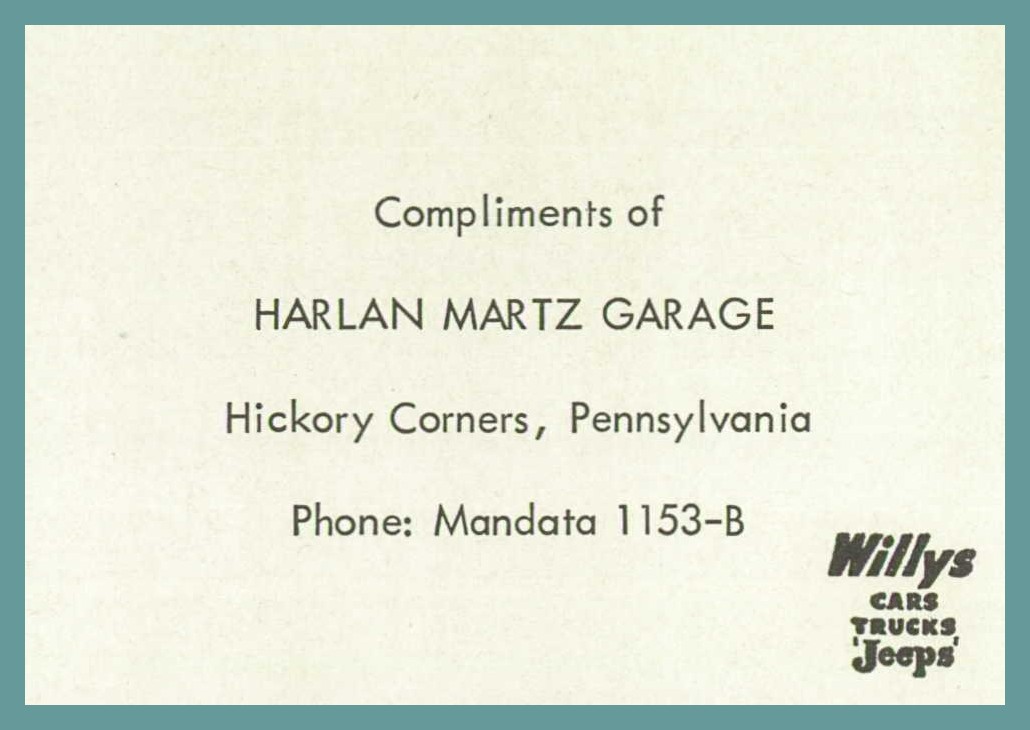 Compliments of
HARLAN MARTZ GARAGE
Hickory Corners, Pennsylvania
Phone: Mandata 1153-B
Willys
CARS
TRUCKS
'Jeeps'